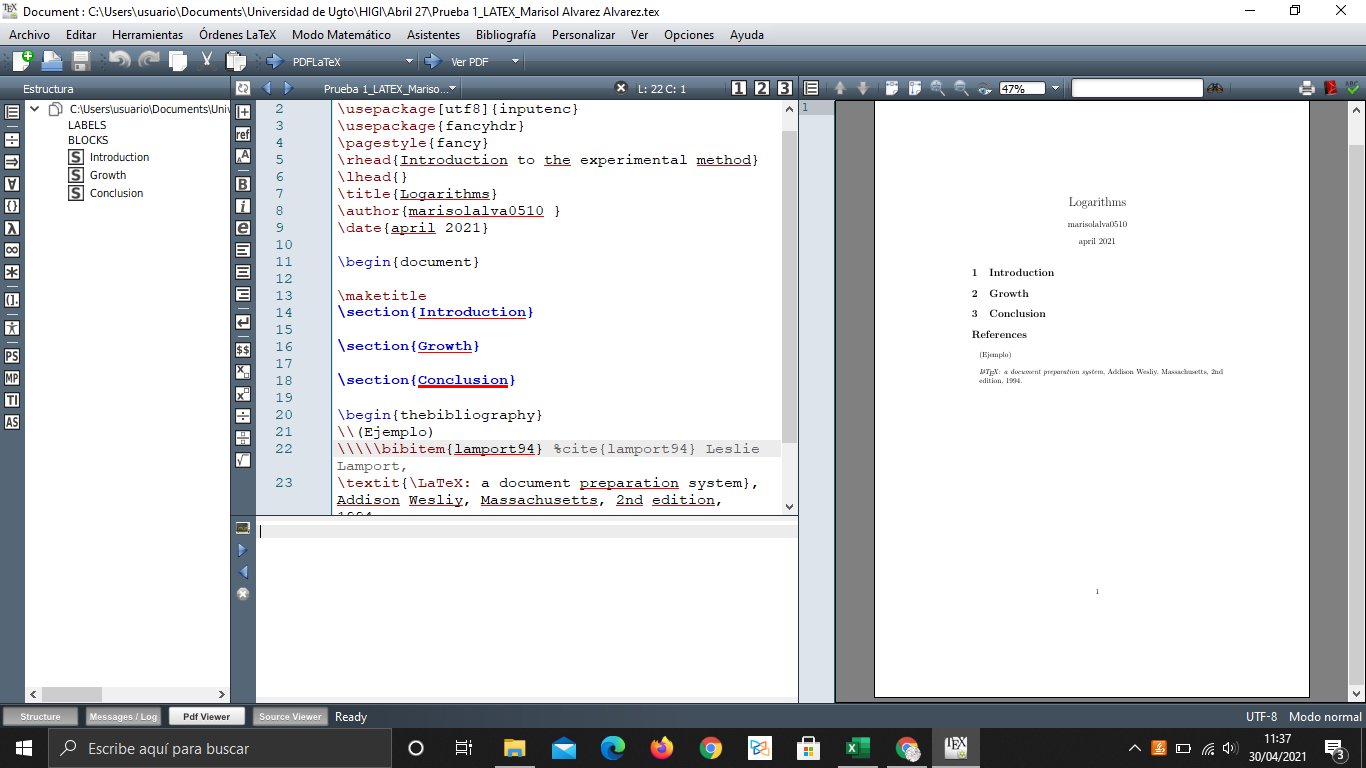 Document : C:\Users\usuario\Documents\Universidad de Ugto\HIGI\Abril 27\Prueba 1_LATEX_Marisol Alvarez Alvarez.tex
Archivo Editar Herramientas Órdenes LaTeX Modo Matemático Asistentes Bibliografía Personalizar Ver Opciones Ayuda
PDFLaTeX Ver PDF
Estructura Prueba 1_LATEX_Mariso... L: 22 C: 1 1 2 3 47%
C:\Users\usuario\Documents\Univ
LABELS
BLOCKS
S Introduction
S Growth
S Conclusion
ref
B
i
e
$$
PS
MP
TI
AS
2 \usepackage[utf8]{inputenc}
3 \usepackage{fancyhdr}
4 \pagestyle{fancy}
5 \rhead{Introduction to the experimental method}
6 \lhead{}
7 \title{Logarithms}
8 \author{marisolalva0510 }
9 \date{april 2021}
10
11 \begin{document}
12
13 \maketitle
14 \section{Introduction}
15
16 \section{Growth}
17
18 \section{Conclusion}
19
20 \begin{thebibliography}
21 \\(Ejemplo)
22 \\\\\bibitem{lamport94} %cite{lamport94} Leslie
Lamport,
23 \textit{\LaTeX: a document preparation system},
Addison Wesliy, Massachusetts, 2nd edition,
1994
1
Logarithms
marisolalva0510
april 2021
1 Introduction
2 Growth
3 Conclusion
References
(Ejemplo)
LATEX: a document preparation system, Addison Wesliy, Massachusetts, 2nd
edition, 1994.
1
Structure Messages / Log Pdf Viewer Source Viewer Ready UTF-8 Modo normal
Escribe aquí para buscar
11:37
30/04/2021
3